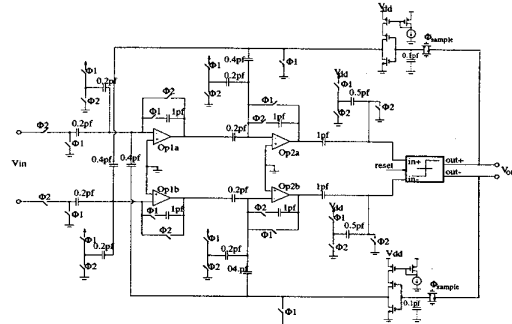 Vdd
Φsample
0.1pf
Φ1
0.2pf
Φ2
Φ1
0.2pf
Φ2
0.4pf
Φ1
Vdd
Φ1
0.5pf
Φ2
Φ2
Φ1
1pf
Φ1
Φ2
1pf
Φ2
0.2pf
Op1a
0.2pf
Op2a
1pf
Φ1
0.4pf
0.4pf
Vin
in+
out+
reset
out-
in-
Φ2
0.2pf
Op1b
0.2pf
Op2b
1pf
Φ1
Φ1
1pf
Φ2
Φ2
1pf
Φ1
Vdd
Φ1
0.5pf
Φ2
Φ2
Φ1
0.2pf
Φ2
Φ1
0.2pf
Φ2
04.pf
Φ1
Vdd
Φsample
0.1pf